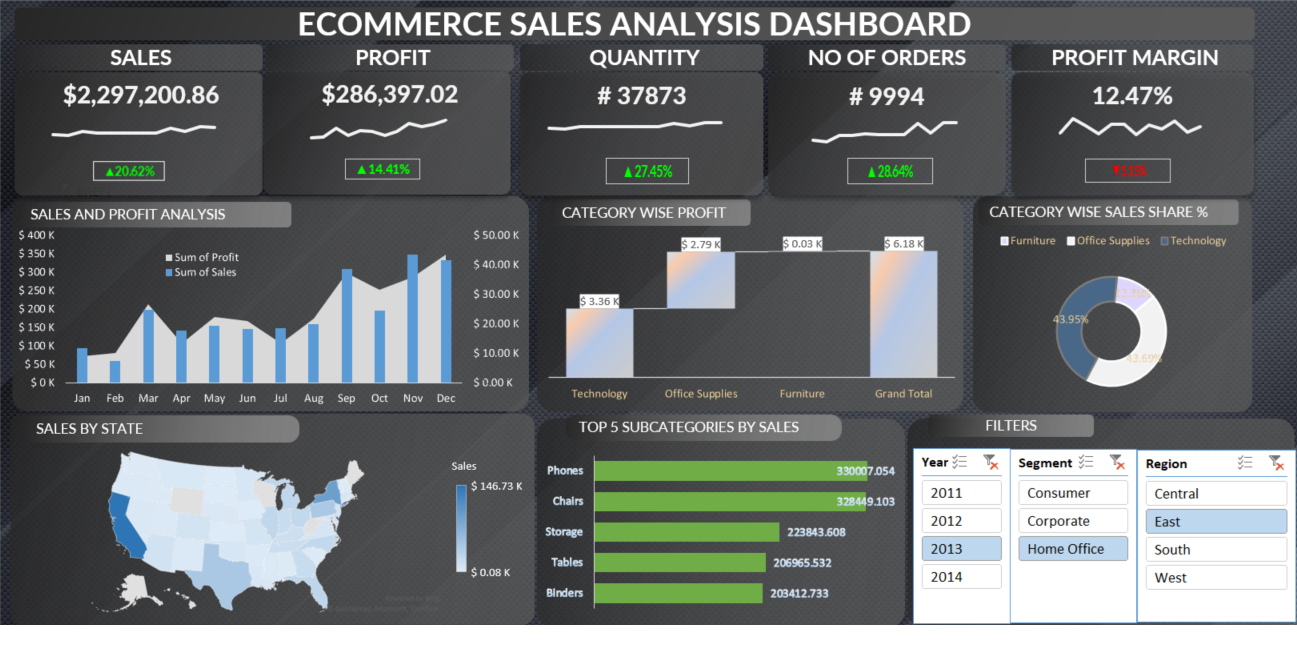 ECOMMERCE SALES ANALYSIS DASHBOARD
SALES
PROFIT
QUANTITY
NO OF ORDERS
PROFIT MARGIN
$2,297,200.86
$286,397.02
# 37873
# 9994
12.47%
▲20.62%
▲14.41%
▲27.45%
▲28.64%
SALES AND PROFIT ANALYSIS
$ 400 K
$ 350 K
$ 300 K
$ 250 K
$ 200 K
$ 150 K
$ 100 K
$ 50 K
$ 0 K
Sum of Profit
Sum of Sales
$ 50.00 K
$ 40.00 K
$ 30.00 K
$ 20.00 K
$ 10.00 K
$ 0.00 K
Jan Feb Mar Apr May Jun Jul Aug Sep Oct Nov Dec
CATEGORY WISE PROFIT
$ 3.36 K
$ 2.79 K
$ 0.03 K
$ 6.18 K
Technology Office Supplies Furniture Grand Total
CATEGORY WISE SALES SHARE %
Furniture Office Supplies Technology
43.95%
43.69%
SALES BY STATE
Sales
$ 146.73 K
$ 0.08 K
TOP 5 SUBCATEGORIES BY SALES
Phones 330007.054
Chairs 328449.103
Storage 223843.608
Tables 206965.532
Binders 203412.733
FILTERS
Year
2011
2012
2013
2014
Segment
Consumer
Corporate
Home Office
Region
Central
East
South
West